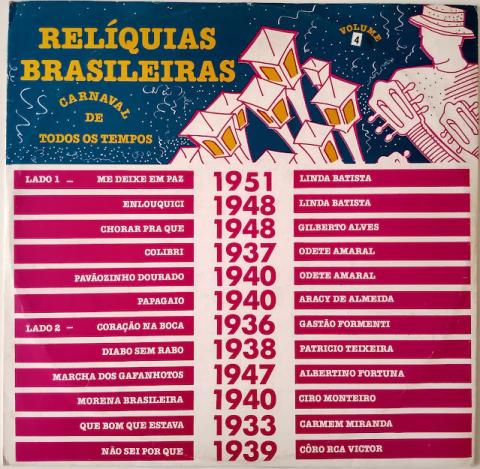 RELÍQUIAS
BRASILEIRAS
CARNAVAL
DE
TODOS OS TEMPOS
VOLUME
4
LADO 1 – ME DEIXE EM PAZ 1951 LINDA BATISTA
ENLOUQUICI 1948 LINDA BATISTA
CHORAR PRA QUE 1948 GILBERTO ALVES
COLIBRI 1937 ODETE AMARAL
PAVÃOZINHO DOURADO 1940 ODETE AMARAL
PAPAGAIO 1940 ARACY DE ALMEIDA
LADO 2 – CORAÇÃO NA BOCA 1936 GASTÃO FORMENTI
DIABO SEM RABO 1938 PATRICIO TEIXEIRA
MARCHA DOS GAFANHOTOS 1947 ALBERTINO FORTUNA
MORENA BRASILEIRA 1940 CIRO MONTEIRO
QUE BOM QUE ESTAVA 1933 CARMEM MIRANDA
NÃO SEI POR QUE 1939 CÔRO RCA VICTOR